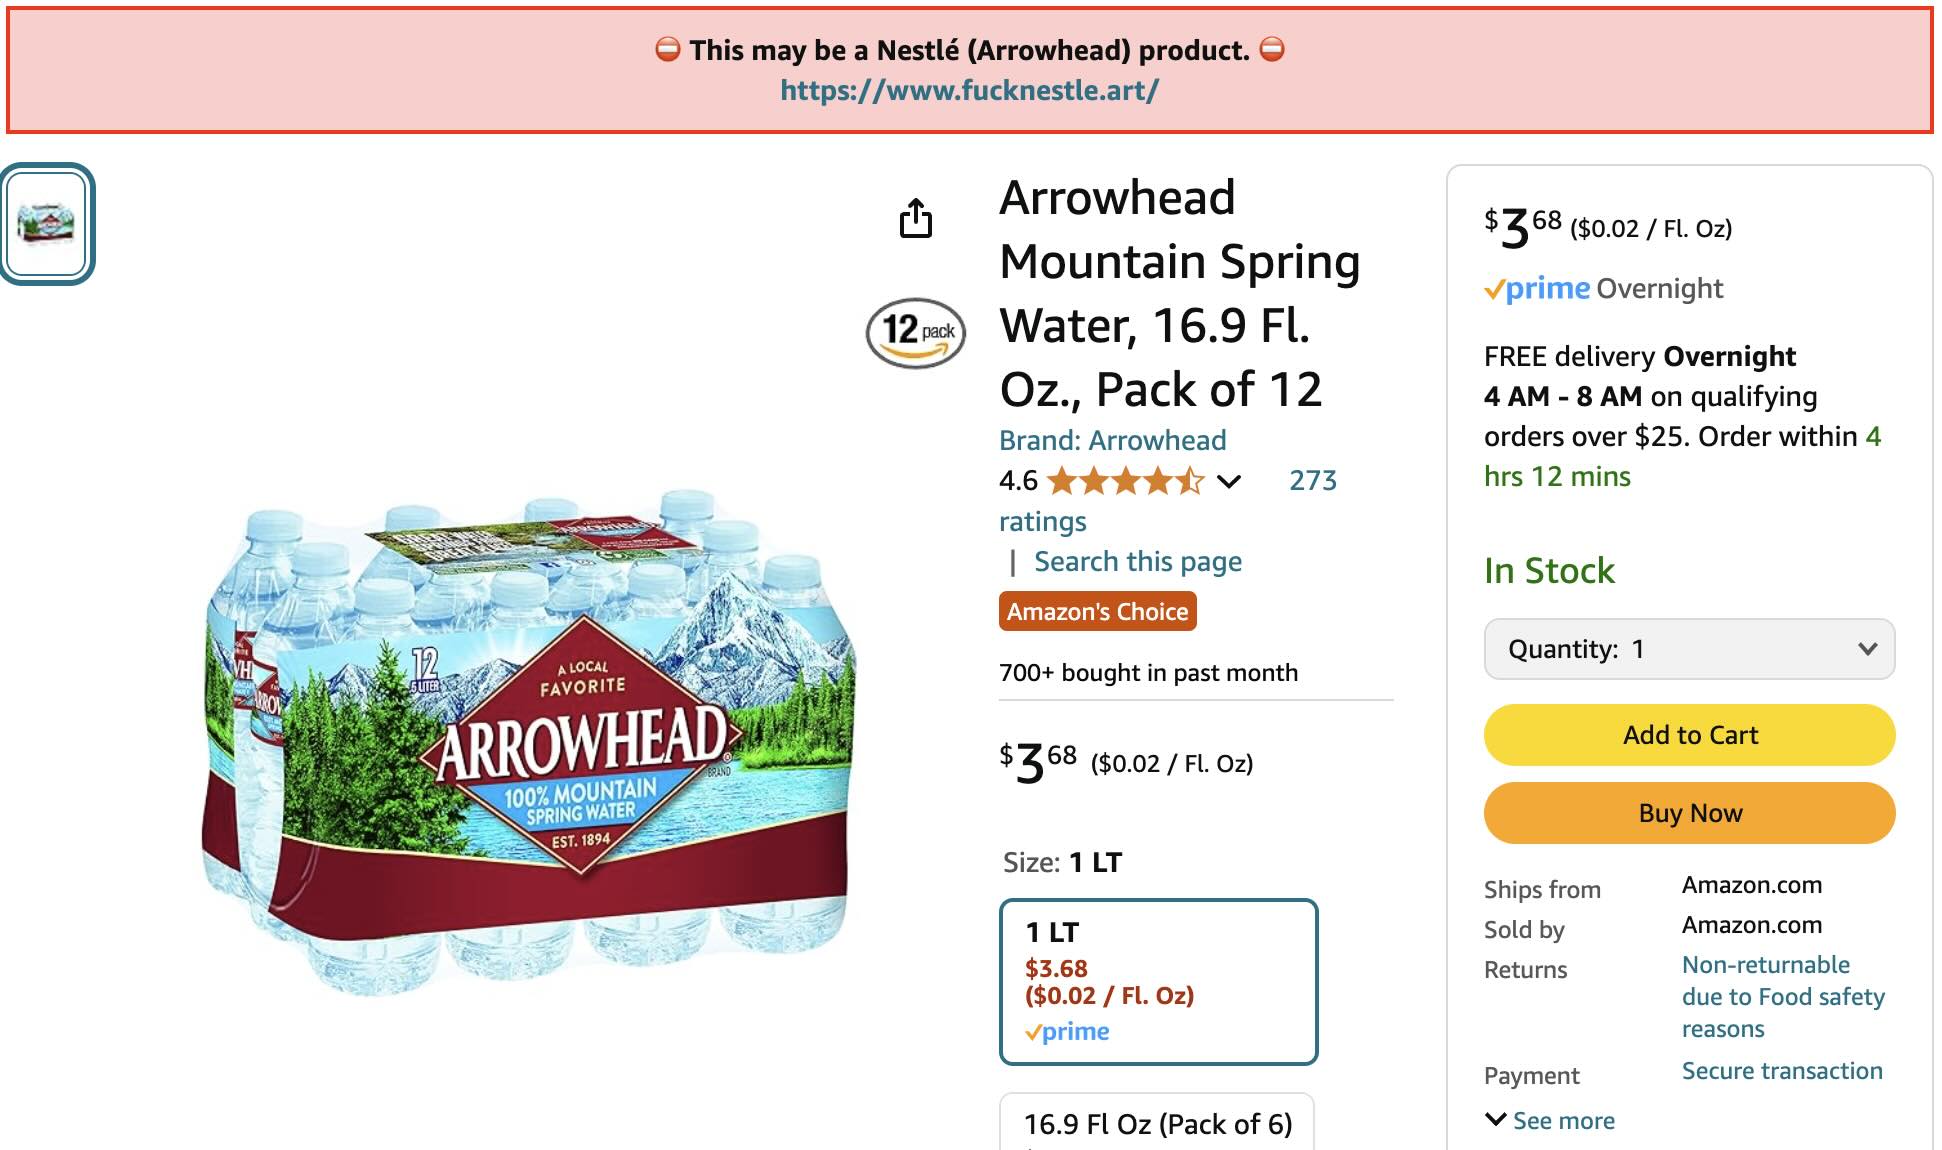 ⛔ This may be a Nestlé (Arrowhead) product. ⛔
https://www.fucknestle.art/
12 pack
Arrowhead
Mountain Spring
Water, 16.9 Fl.
Oz., Pack of 12
Brand: Arrowhead
4.6
273
ratings
| Search this page
Amazon's Choice
700+ bought in past month
$3.68 ($0.02 / Fl. Oz)
Size: 1 LT
1 LT
$3.68
($0.02 / Fl. Oz)
prime
16.9 Fl Oz (Pack of 6)
12
.5 LITER
A LOCAL
FAVORITE
ARROWHEAD
BRAND
100% MOUNTAIN
SPRING WATER
EST. 1894
$3.68 ($0.02 / Fl. Oz)
prime Overnight
FREE delivery Overnight
4 AM - 8 AM on qualifying
orders over $25. Order within 4
hrs 12 mins
In Stock
Quantity: 1
Add to Cart
Buy Now
Ships from Amazon.com
Sold by Amazon.com
Returns Non-returnable
due to Food safety
reasons
Payment Secure transaction
See more